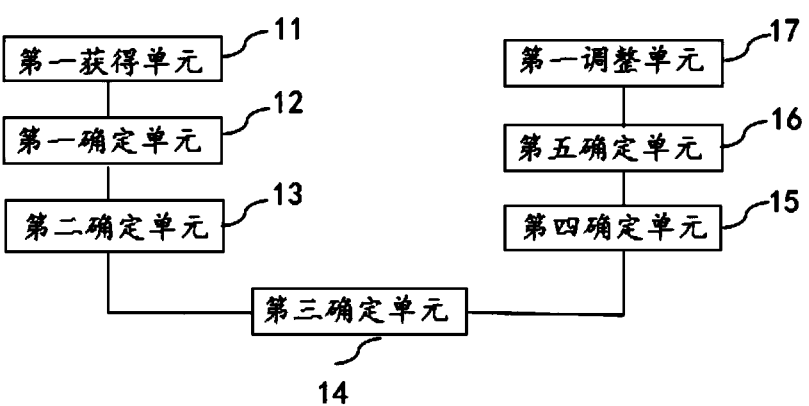 11
第一获得单元
12
第一确定单元
13
第二确定单元
第三确定单元
14
17
第一调整单元
16
第五确定单元
15
第四确定单元